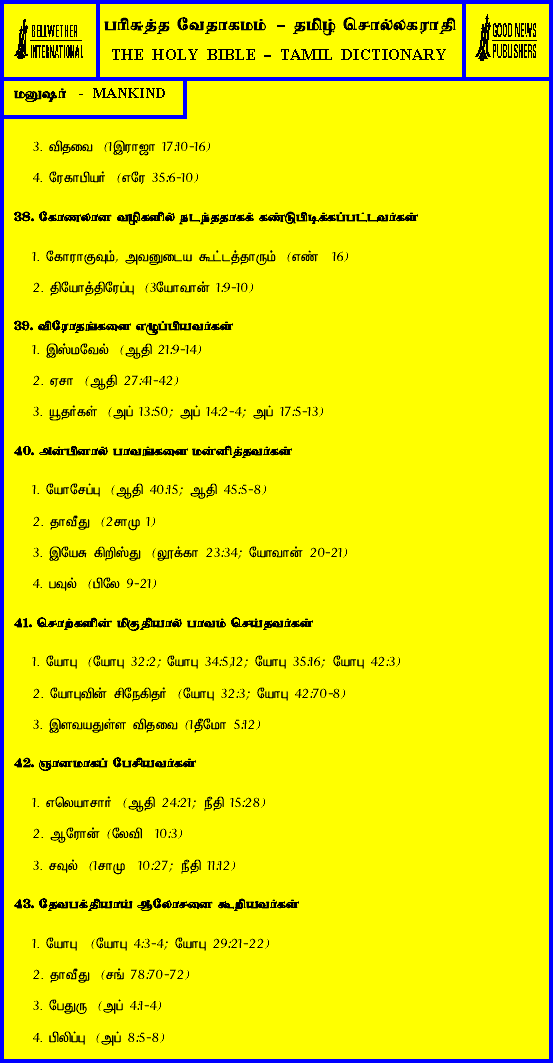 BELLWETHER
INTERNATIONAL
பரிசுத்த வேதாகமம் – தமிழ் சொல்லகராதி
THE HOLY BIBLE – TAMIL DICTIONARY
GOOD NEWS
PUBLISHERS
மனுஷர் - MANKIND
3. விதவை (1இராஜா 17:10-16)
4. ரேகாபியர் (எரே 35:6-10)
38. கோணலான வழிகளில் நடந்ததாகக் கண்டுபிடிக்கப்பட்டவர்கள்
1. கோராகுவும், அவனுடைய கூட்டத்தாரும் (எண் 16)
2. தியோத்திரேப்பு (3யோவான் 1:9-10)
39. விரோதங்களை எழுப்பியவர்கள்
1. இஸ்மவேல் (ஆதி 21:9-14)
2. ஏசா (ஆதி 27:41-42)
3. யூதர்கள் (அப் 13:50; அப் 14:2-4; அப் 17:5-13)
40. அன்பினால் பாவங்களை மன்னித்தவர்கள்
1. யோசேப்பு (ஆதி 40:15; ஆதி 45:5-8)
2. தாவீது (2சாமு 1)
3. இயேசு கிறிஸ்து (லூக்கா 23:34; யோவான் 20-21)
4. பவுல் (பிலே 9-21)
41. சொற்களின் மிகுதியால் பாவம் செய்தவர்கள்
1. யோபு (யோபு 32:2; யோபு 34:5,12; யோபு 35:16; யோபு 42:3)
2. யோபுவின் சிநேகிதர் (யோபு 32:3; யோபு 42:70-8)
3. இளவயதுள்ள விதவை (1தீமோ 5:12)
42. ஞானமாகப் பேசியவர்கள்
1. எலெயாசார் (ஆதி 24:21; நீதி 15:28)
2. ஆரோன் (லேவி 10:3)
3. சவுல் (1சாமு 10:27; நீதி 11:12)
43. தேவபக்தியாய் ஆலோசனை கூறியவர்கள்
1. யோபு (யோபு 4:3-4; யோபு 29:21-22)
2. தாவீது (சங் 78:70-72)
3. பேதுரு (அப் 4:1-4)
4. பிலிப்பு (அப் 8:5-8)